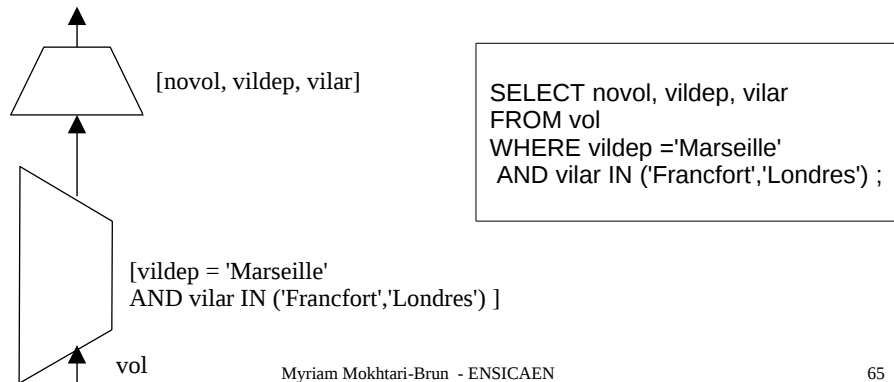 [novol, vildep, vilar]
SELECT novol, vildep, vilar
FROM vol
WHERE vildep ='Marseille'
AND vilar IN ('Francfort','Londres') ;
[vildep = 'Marseille'
AND vilar IN ('Francfort','Londres') ]
vol
Myriam Mokhtari-Brun - ENSICAEN
65